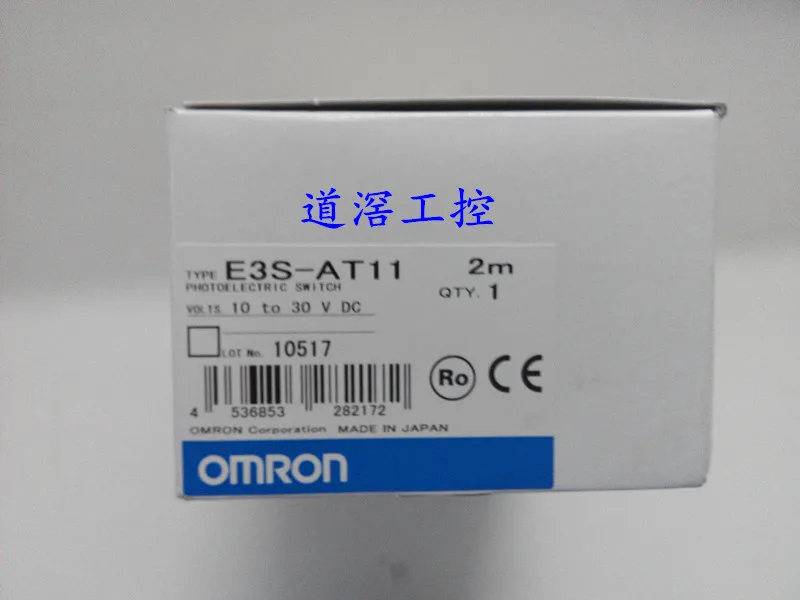 道滘工控
TYPE E3S-AT11 2m
PHOTOELECTRIC SWITCH QTY. 1
VOLTS. 10 to 30 V DC
LOT No. 10517
4 536853 282172
Ro CE
OMRON Corporation MADE IN JAPAN
OMRON